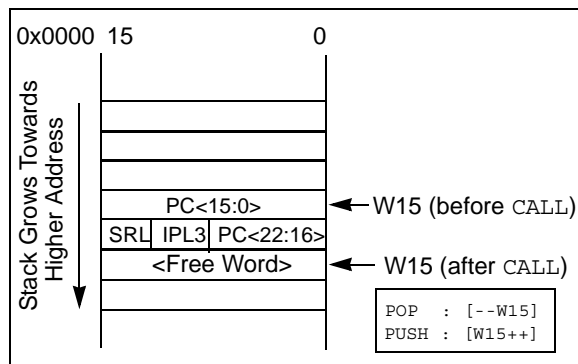 0x0000 15 0
Stack Grows Towards
Higher Address
PC<15:0>
W15 (before CALL)
SRL IPL3 PC<22:16>
<Free Word>
W15 (after CALL)
POP : [--W15]
PUSH : [W15++]